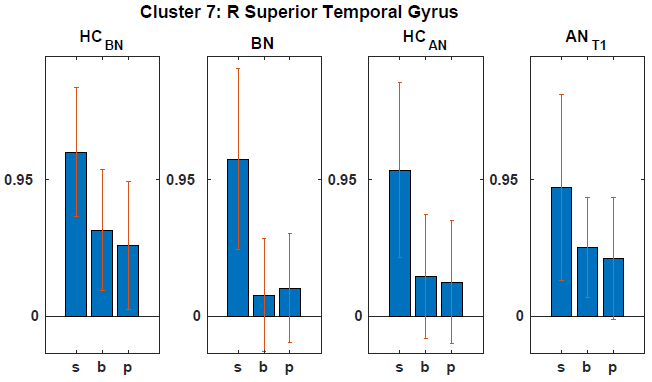 Cluster 7: R Superior Temporal Gyrus
HC BN
BN
HC AN
AN T1
0.95 0.95 0.95 0.95
0 0 0 0
s b p s b p s b p s b p